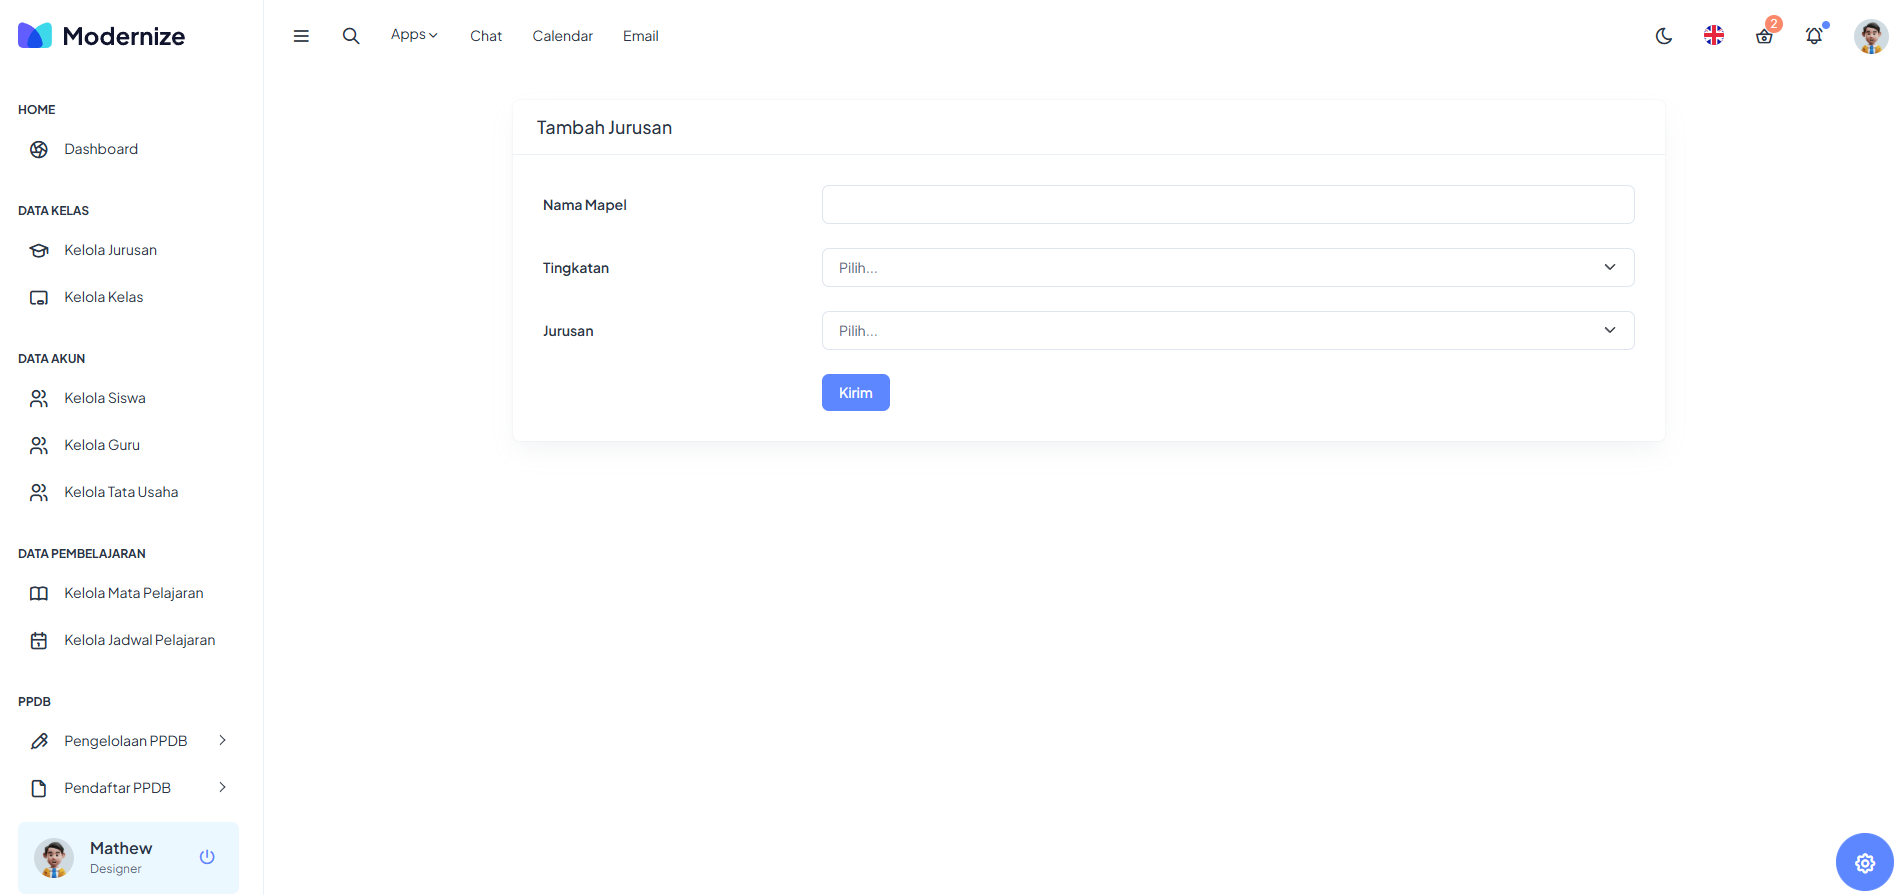 Modernize
Apps
Chat
Calendar
Email
2
HOME
Dashboard
DATA KELAS
Kelola Jurusan
Kelola Kelas
DATA AKUN
Kelola Siswa
Kelola Guru
Kelola Tata Usaha
DATA PEMBELAJARAN
Kelola Mata Pelajaran
Kelola Jadwal Pelajaran
PPDB
Pengelolaan PPDB
Pendaftar PPDB
Mathew
Designer
Tambah Jurusan
Nama Mapel
Tingkatan
Pilih...
Jurusan
Pilih...
Kirim